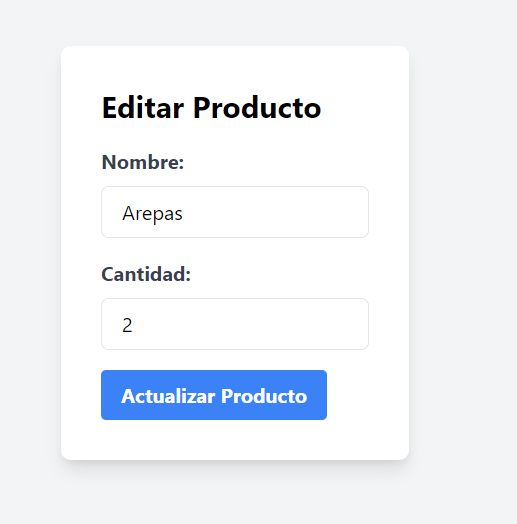 Editar Producto
Nombre:
Arepas
Cantidad:
2
Actualizar Producto